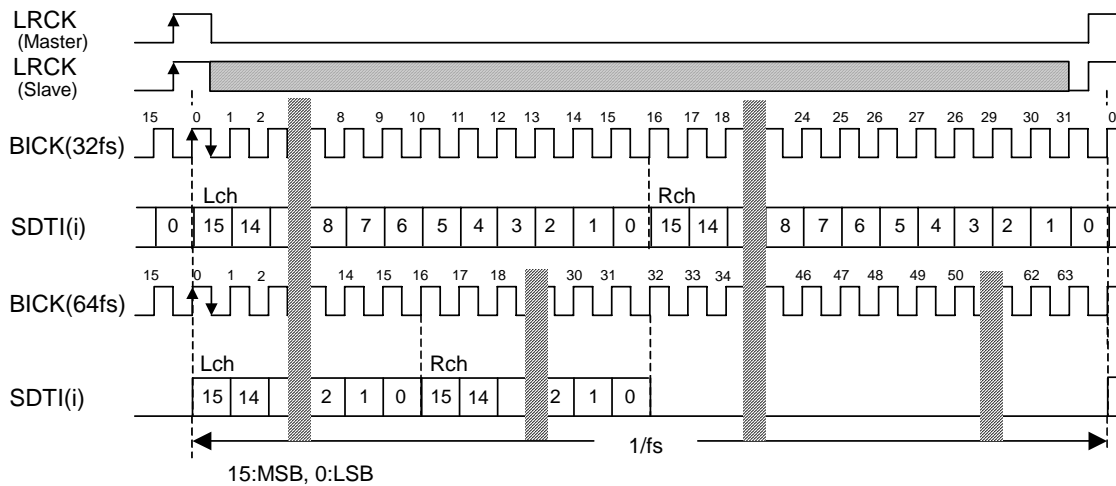 LRCK
(Master)
LRCK
(Slave)
15 0 1 2 8 9 10 11 12 13 14 15 16 17 18 24 25 26 27 26 29 30 31 0
BICK(32fs)
Lch Rch
SDTI(i) 0 15 14 8 7 6 5 4 3 2 1 0 15 14 8 7 6 5 4 3 2 1 0
15 0 1 2 14 15 16 17 18 30 31 32 33 34 46 47 48 49 50 62 63
BICK(64fs)
Lch Rch
SDTI(i) 15 14 2 1 0 15 14 2 1 0
1/fs
15:MSB, 0:LSB